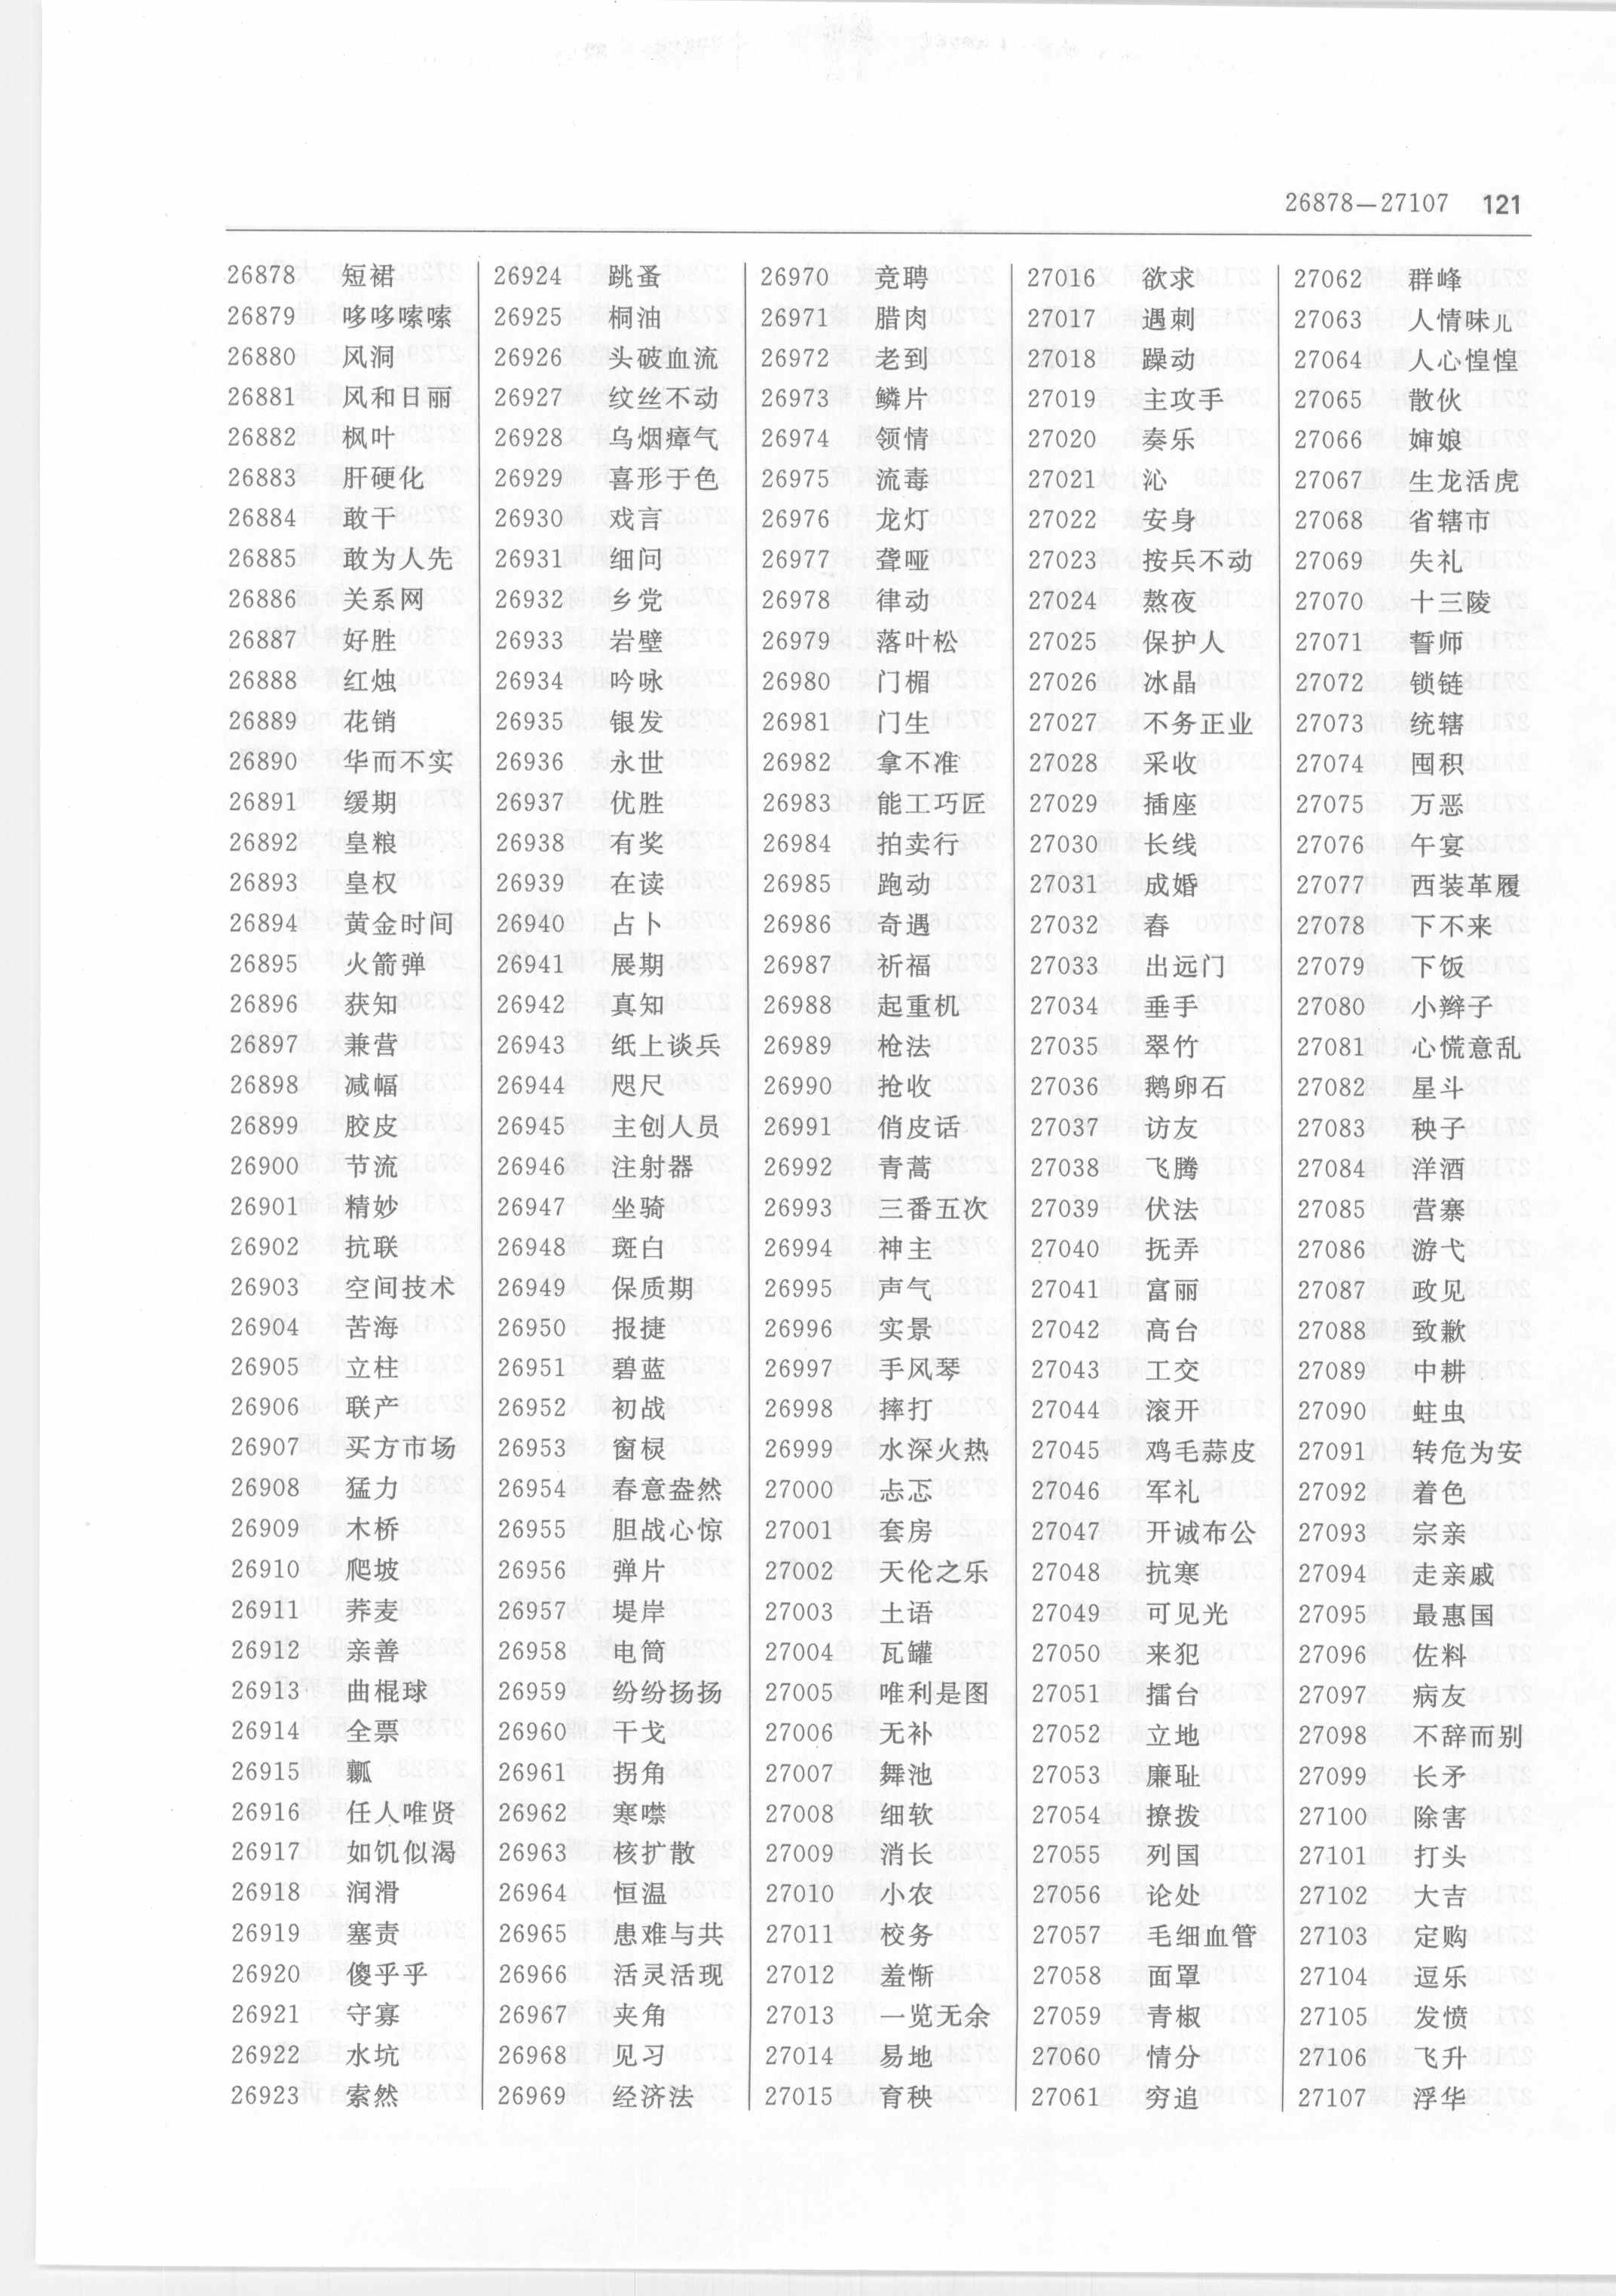 26878—27107 121
26878 短裙
26879 哆哆嗦嗦
26880 风洞
26881 风和日丽
26882 枫叶
26883 肝硬化
26884 敢干
26885 敢为人先
26886 关系网
26887 好胜
26888 红烛
26889 花销
26890 华而不实
26891 缓期
26892 皇粮
26893 皇权
26894 黄金时间
26895 火箭弹
26896 获知
26897 兼营
26898 减幅
26899 胶皮
26900 节流
26901 精妙
26902 抗联
26903 空间技术
26904 苦海
26905 立柱
26906 联产
26907 买方市场
26908 猛力
26909 木桥
26910 爬坡
26911 荞麦
26912 亲善
26913 曲棍球
26914 全票
26915 瓤
26916 任人唯贤
26917 如饥似渴
26918 润滑
26919 塞责
26920 傻乎乎
26921 守寡
26922 水坑
26923 索然
26924 跳蚤
26925 桐油
26926 头破血流
26927 纹丝不动
26928 乌烟瘴气
26929 喜形于色
26930 戏言
26931 细问
26932 乡党
26933 岩壁
26934 吟咏
26935 银发
26936 永世
26937 优胜
26938 有奖
26939 在读
26940 占卜
26941 展期
26942 真知
26943 纸上谈兵
26944 咫尺
26945 主创人员
26946 注射器
26947 坐骑
26948 斑白
26949 保质期
26950 报捷
26951 碧蓝
26952 初战
26953 窗棂
26954 春意盎然
26955 胆战心惊
26956 弹片
26957 堤岸
26958 电筒
26959 纷纷扬扬
26960 干戈
26961 拐角
26962 寒噤
26963 核扩散
26964 恒温
26965 患难与共
26966 活灵活现
26967 夹角
26968 见习
26969 经济法
26970 竞聘
26971 腊肉
26972 老到
26973 鳞片
26974 领情
26975 流毒
26976 龙灯
26977 聋哑
26978 律动
26979 落叶松
26980 门楣
26981 门生
26982 拿不准
26983 能工巧匠
26984 拍卖行
26985 跑动
26986 奇遇
26987 祈福
26988 起重机
26989 枪法
26990 抢收
26991 俏皮话
26992 青蒿
26993 三番五次
26994 神主
26995 声气
26996 实景
26997 手风琴
26998 摔打
26999 水深火热
27000 忐忑
27001 套房
27002 天伦之乐
27003 土语
27004 瓦罐
27005 唯利是图
27006 无补
27007 舞池
27008 细软
27009 消长
27010 小农
27011 校务
27012 羞惭
27013 一览无余
27014 易地
27015 育秧
27016 欲求
27017 遇刺
27018 躁动
27019 主攻手
27020 奏乐
27021 沁
27022 安身
27023 按兵不动
27024 熬夜
27025 保护人
27026 冰晶
27027 不务正业
27028 采收
27029 插座
27030 长线
27031 成婚
27032 舂
27033 出远门
27034 垂手
27035 翠竹
27036 鹅卵石
27037 访友
27038 飞腾
27039 伏法
27040 抚弄
27041 富丽
27042 高台
27043 工交
27044 滚开
27045 鸡毛蒜皮
27046 军礼
27047 开诚布公
27048 抗寒
27049 可见光
27050 来犯
27051 擂台
27052 立地
27053 廉耻
27054 撩拨
27055 列国
27056 论处
27057 毛细血管
27058 面罩
27059 青椒
27060 情分
27061 穷追
27062 群峰
27063 人情味儿
27064 人心惶惶
27065 散伙
27066 婶娘
27067 生龙活虎
27068 省辖市
27069 失礼
27070 十三陵
27071 誓师
27072 锁链
27073 统辖
27074 囤积
27075 万恶
27076 午宴
27077 西装革履
27078 下不来
27079 下饭
27080 小辫子
27081 心慌意乱
27082 星斗
27083 秧子
27084 洋酒
27085 营寨
27086 游弋
27087 政见
27088 致歉
27089 中耕
27090 蛀虫
27091 转危为安
27092 着色
27093 宗亲
27094 走亲戚
27095 最惠国
27096 佐料
27097 病友
27098 不辞而别
27099 长矛
27100 除害
27101 打头
27102 大吉
27103 定购
27104 逗乐
27105 发愤
27106 飞升
27107 浮华